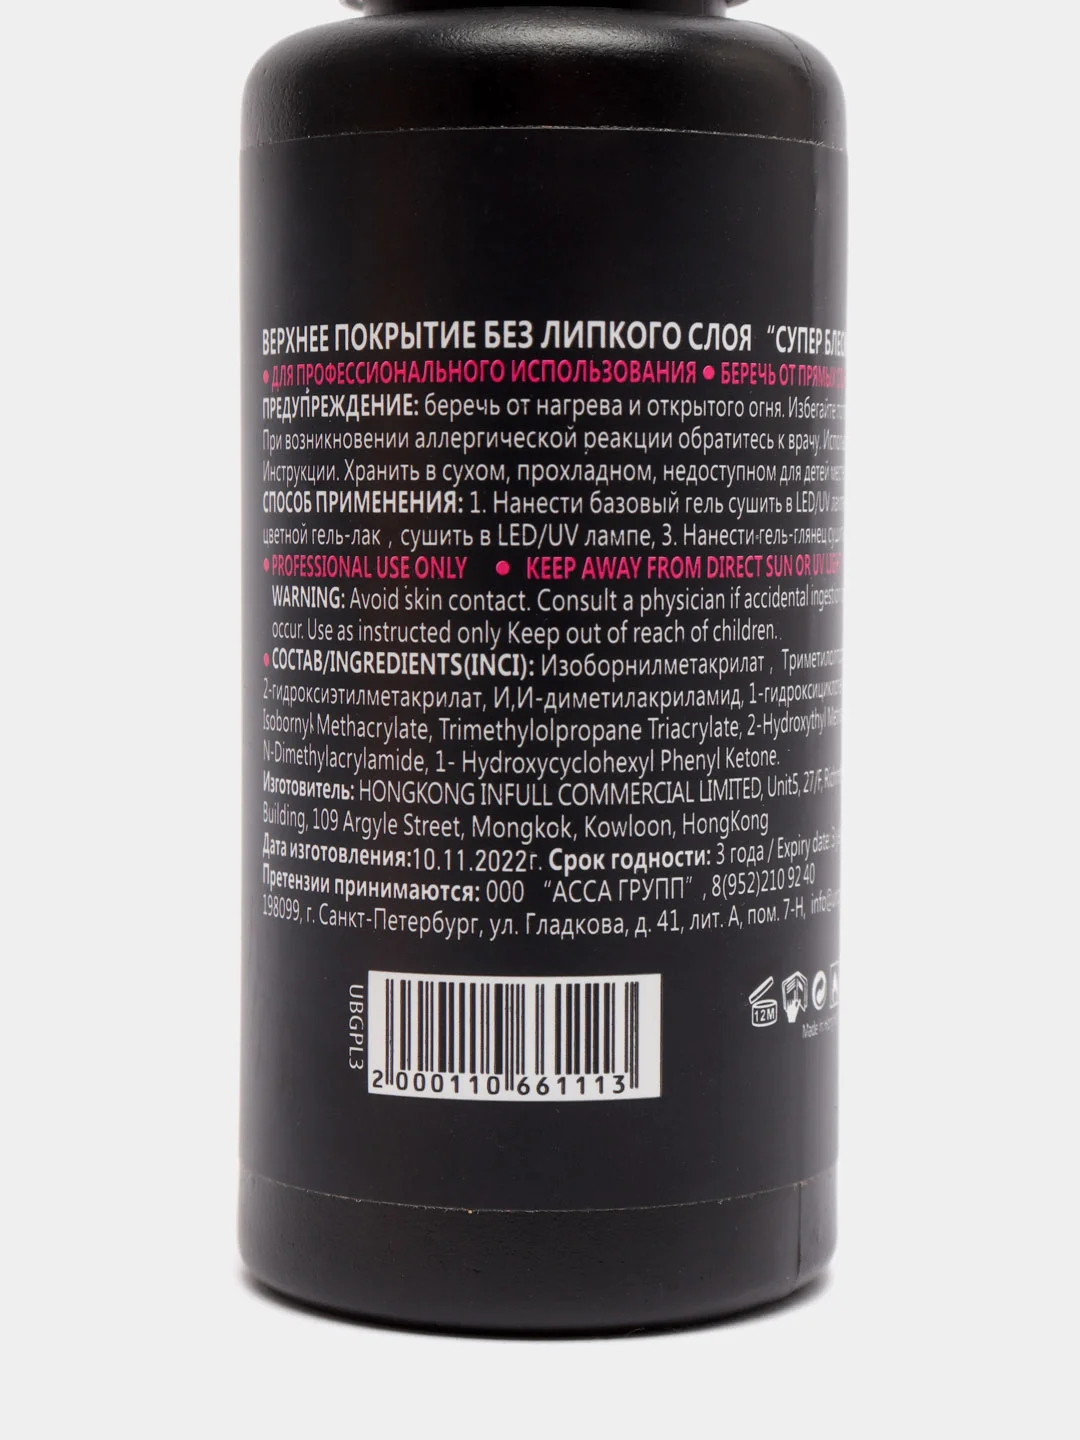 ВЕРХНЕЕ ПОКРЫТИЕ БЕЗ ЛИПКОГО СЛОЯ "СУПЕР
• ДЛЯ ПРОФЕССИОНАЛЬНОГО ИСПОЛЬЗОВАНИЯ • БЕРЕЧЬ ОТ ПРЯМЫХ
ПРЕДУПРЕЖДЕНИЕ: беречь от нагрева и открытого огня. Избегайте
При возникновении аллергической реакции обратитесь к врачу.
Инструкции. Хранить в сухом, прохладном, недоступном для детей
СПОСОБ ПРИМЕНЕНИЯ: 1. Нанести базовый гель сушить в LED/UV
цветной гель-лак , сушить в LED/UV лампе, 3. Нанести-гель-глянец
• PROFESSIONAL USE ONLY • KEEP AWAY FROM DIRECT SUN OR UV LIGHT
WARNING: Avoid skin contact. Consult a physician if accidental
occur. Use as instructed only Keep out of reach of children.
• СОСТАВ/INGREDIENTS(INCI): Изоборнилметакрилат ,
2-гидроксиэтилметакрилат, И,И-диметилакриламид,
Isobornyl Methacrylate, Trimethylolpropane Triacrylate, 2-Hydroxythyl
N-Dimethylacrylamide, 1- Hydroxycyclohexyl Phenyl Ketone.
Изготовитель: HONGKONG INFULL COMMERCIAL LIMITED, Unit5, 27/F,
Building, 109 Argyle Street, Mongkok, Kowloon, HongKong
Дата изготовления:10.11.2022г. Срок годности: 3 года / Expiry date: 3
Претензии принимаются: ООО "АССА ГРУПП" , 8(952)210 92 40
198099, г. Санкт-Петербург, ул. Гладкова, д. 41, лит. А, пом. 7-Н,
12M
Made in
UBGPL3
2 000110 661113